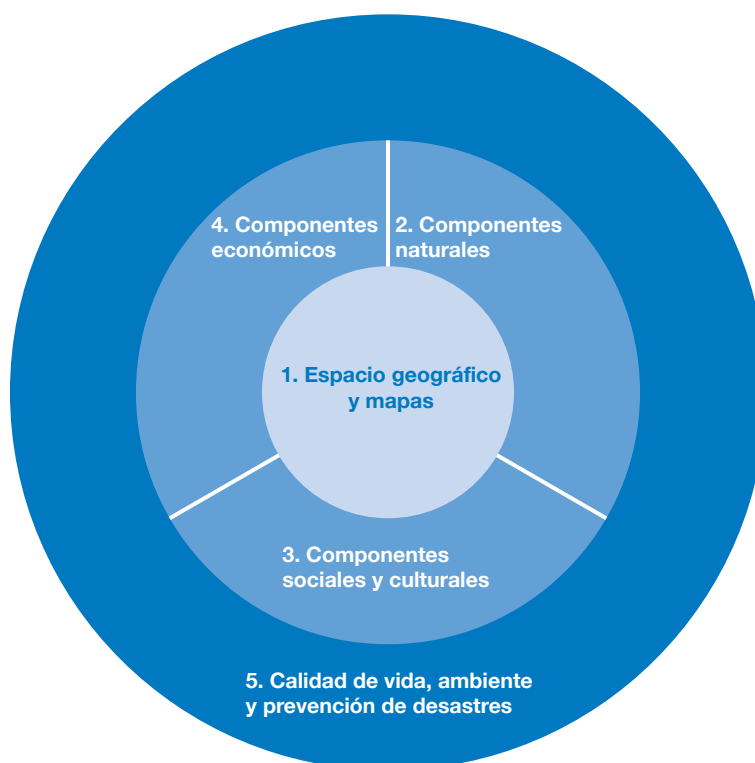 4. Componentes
económicos
2. Componentes
naturales
1. Espacio geográfico
y mapas
3. Componentes
sociales y culturales
5. Calidad de vida, ambiente
y prevención de desastres